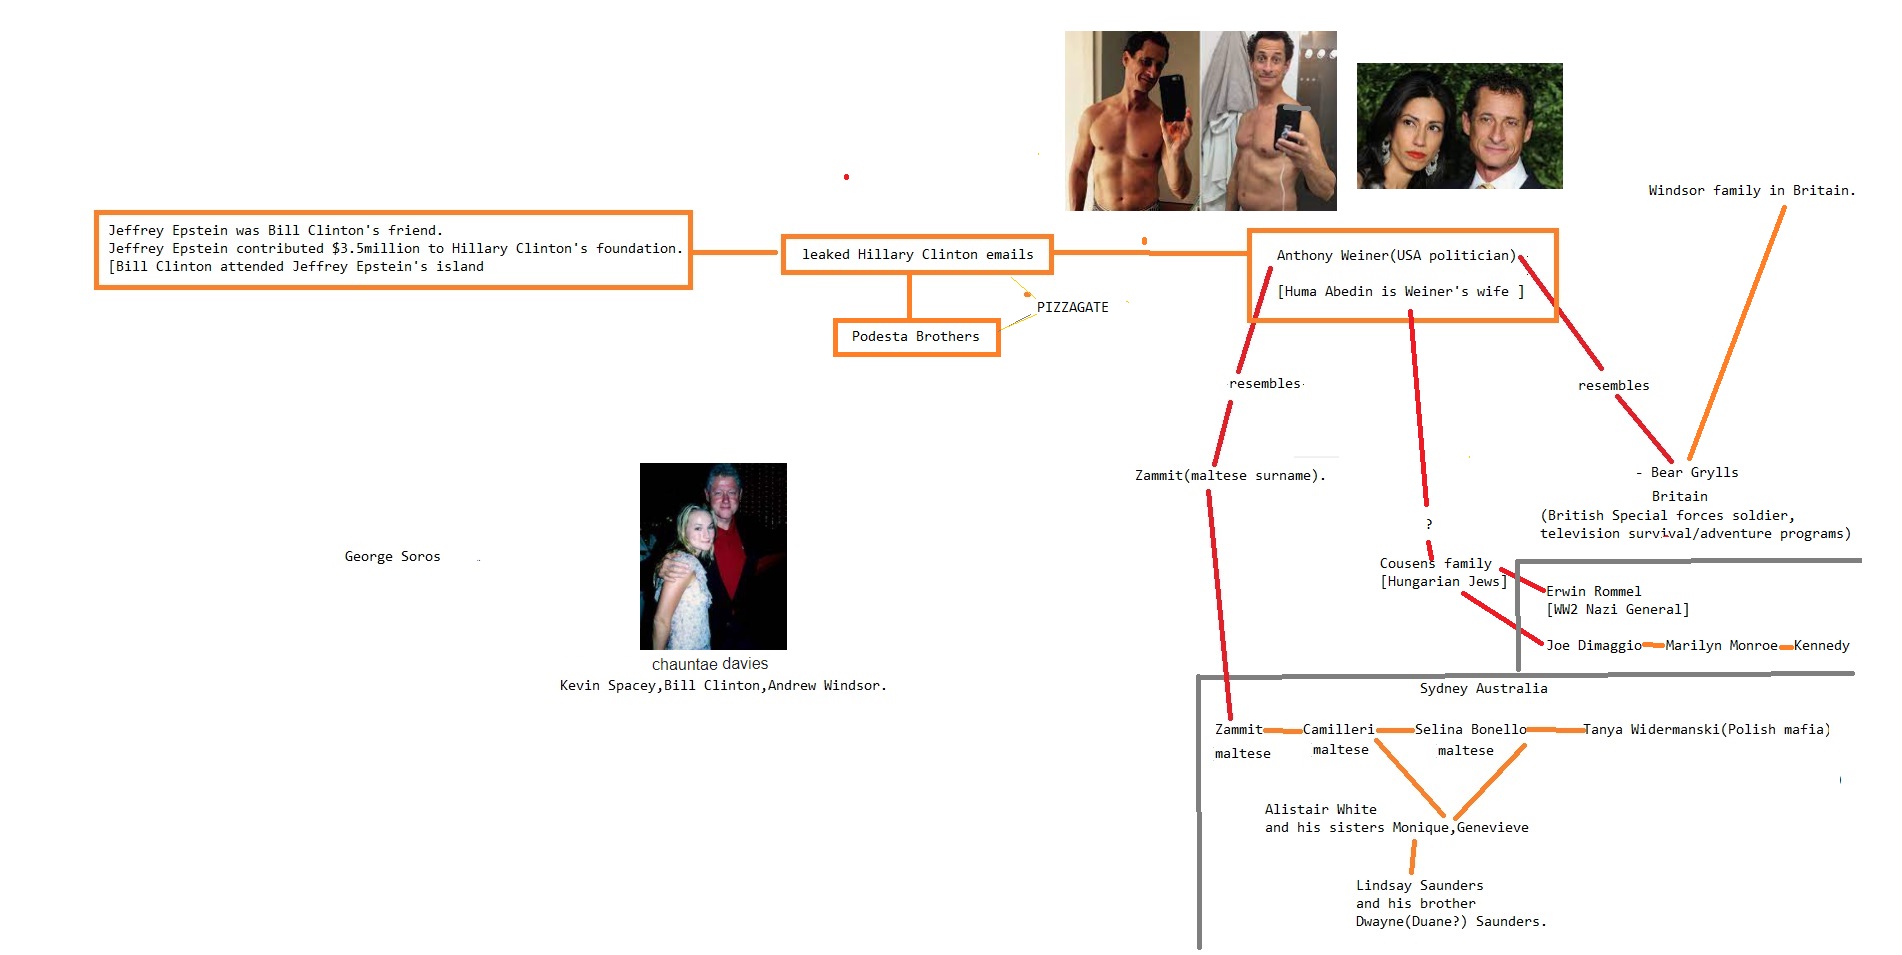 Windsor family in Britain.
Jeffrey Epstein was Bill Clinton's friend.
Jeffrey Epstein contributed $3.5million to Hillary Clinton's foundation.
[Bill Clinton attended Jeffrey Epstein's island
leaked Hillary Clinton emails
Anthony Weiner(USA politician)
[Huma Abedin is Weiner's wife ]
PIZZAGATE
Podesta Brothers
resembles
resembles
Zammit(maltese surname).
- Bear Grylls
Britain
(British Special forces soldier,
television survival/adventure programs)
?
George Soros
Cousens family
[Hungarian Jews]
Erwin Rommel
[WW2 Nazi General]
Joe Dimaggio Marilyn Monroe Kennedy
chauntae davies
Kevin Spacey,Bill Clinton,Andrew Windsor.
Sydney Australia
Zammit Camilleri Selina Bonello Tanya Widermanski(Polish mafia)
maltese maltese maltese
Alistair White
and his sisters Monique,Genevieve
Lindsay Saunders
and his brother
Dwayne(Duane?) Saunders.